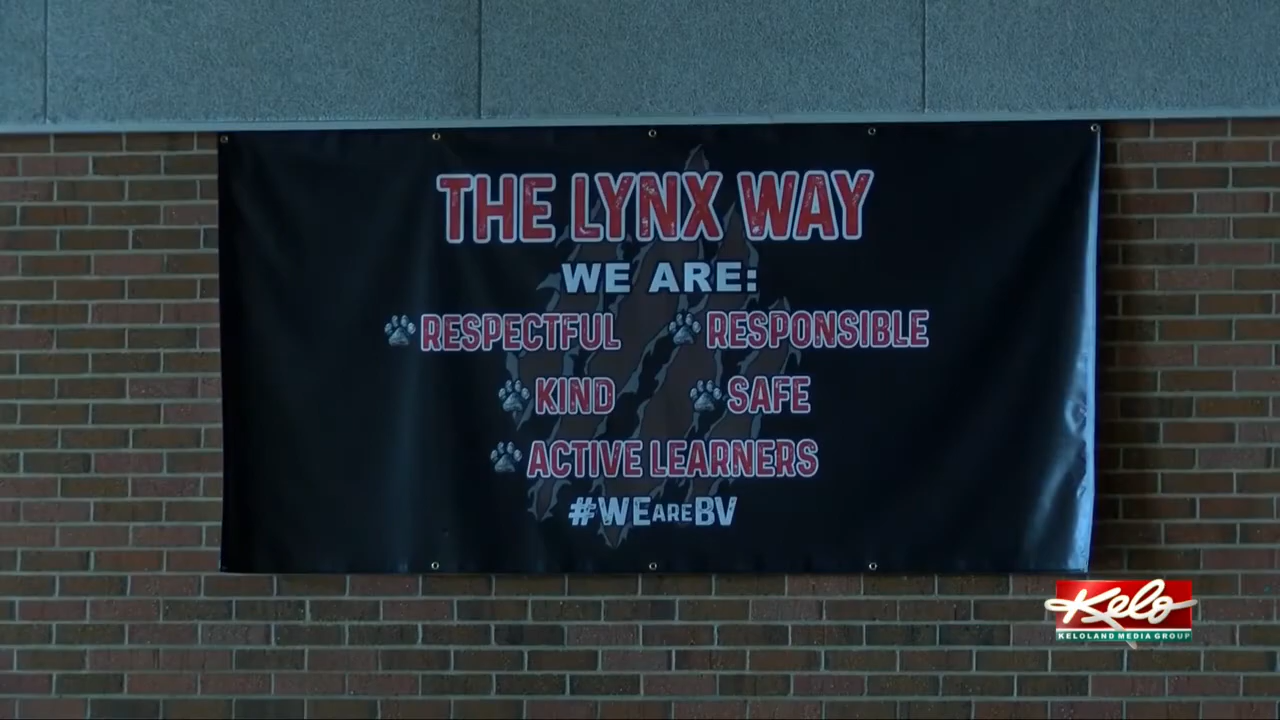 THE LYNX WAY
WE ARE:
RESPECTFUL RESPONSIBLE
KIND SAFE
ACTIVE LEARNERS
#WEAREBV
Kelo
KELOLAND MEDIA GROUP